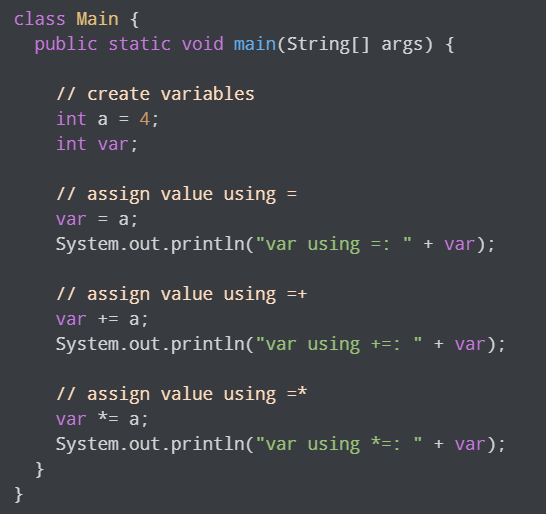 class Main {
  public static void main(String[] args) {
    // create variables
    int a = 4;
    int var;
    // assign value using =
    var = a;
    System.out.println("var using =: " + var);
    // assign value using =+
    var += a;
    System.out.println("var using +=: " + var);
    // assign value using =*
    var *= a;
    System.out.println("var using *=: " + var);
  }
}